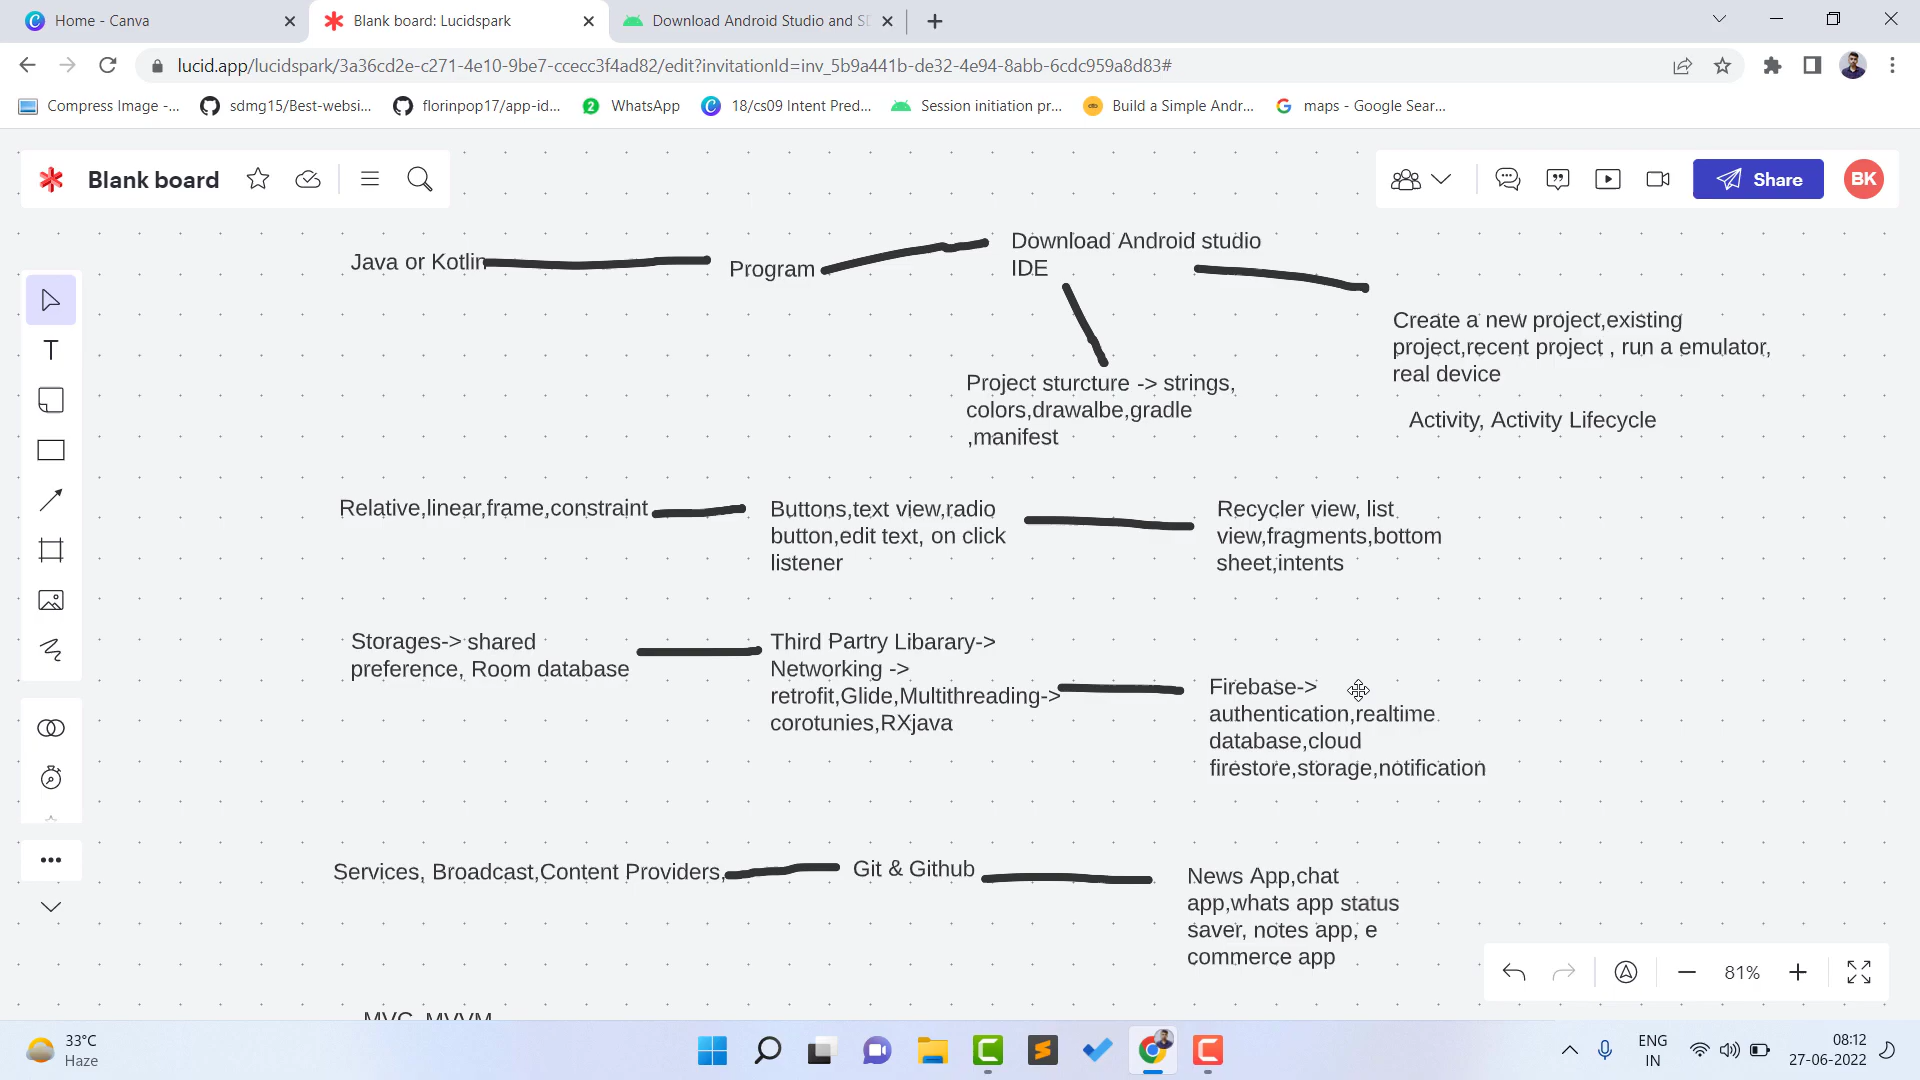 Home - Canva
Blank board: Lucidspark
Download Android Studio and SD
lucid.app/lucidspark/3a36cd2e-c271-4e10-9be7-ccecc3f4ad82/edit?invitationId=inv_5b9a441b-de32-4e94-8abb-6cdc959a8d83#
Compress Image -...
sdmg15/Best-websi...
florinpop17/app-id...
WhatsApp
18/cs09 Intent Pred...
Session initiation pr...
Build a Simple Andr...
maps - Google Sear...
Blank board
Share
BK
Java or Kotlin
Program
Download Android studio
IDE
Create a new project,existing
project,recent project , run a emulator,
real device
Project sturcture -> strings,
colors,drawalbe,gradle
,manifest
Activity, Activity Lifecycle
Relative,linear,frame,constraint
Buttons,text view,radio
button,edit text, on click
listener
Recycler view, list
view,fragments,bottom
sheet,intents
Storages-> shared
preference, Room database
Third Partry Libarary->
Networking ->
retrofit,Glide,Multithreading->
corotunies,RXjava
Firebase->
authentication,realtime
database,cloud
firestore,storage,notification
Services, Broadcast,Content Providers,
Git & Github
News App,chat
app,whats app status
saver, notes app, e
commerce app
81%
MVC, MVVM
33°C
Haze
ENG
IN
08:12
27-06-2022